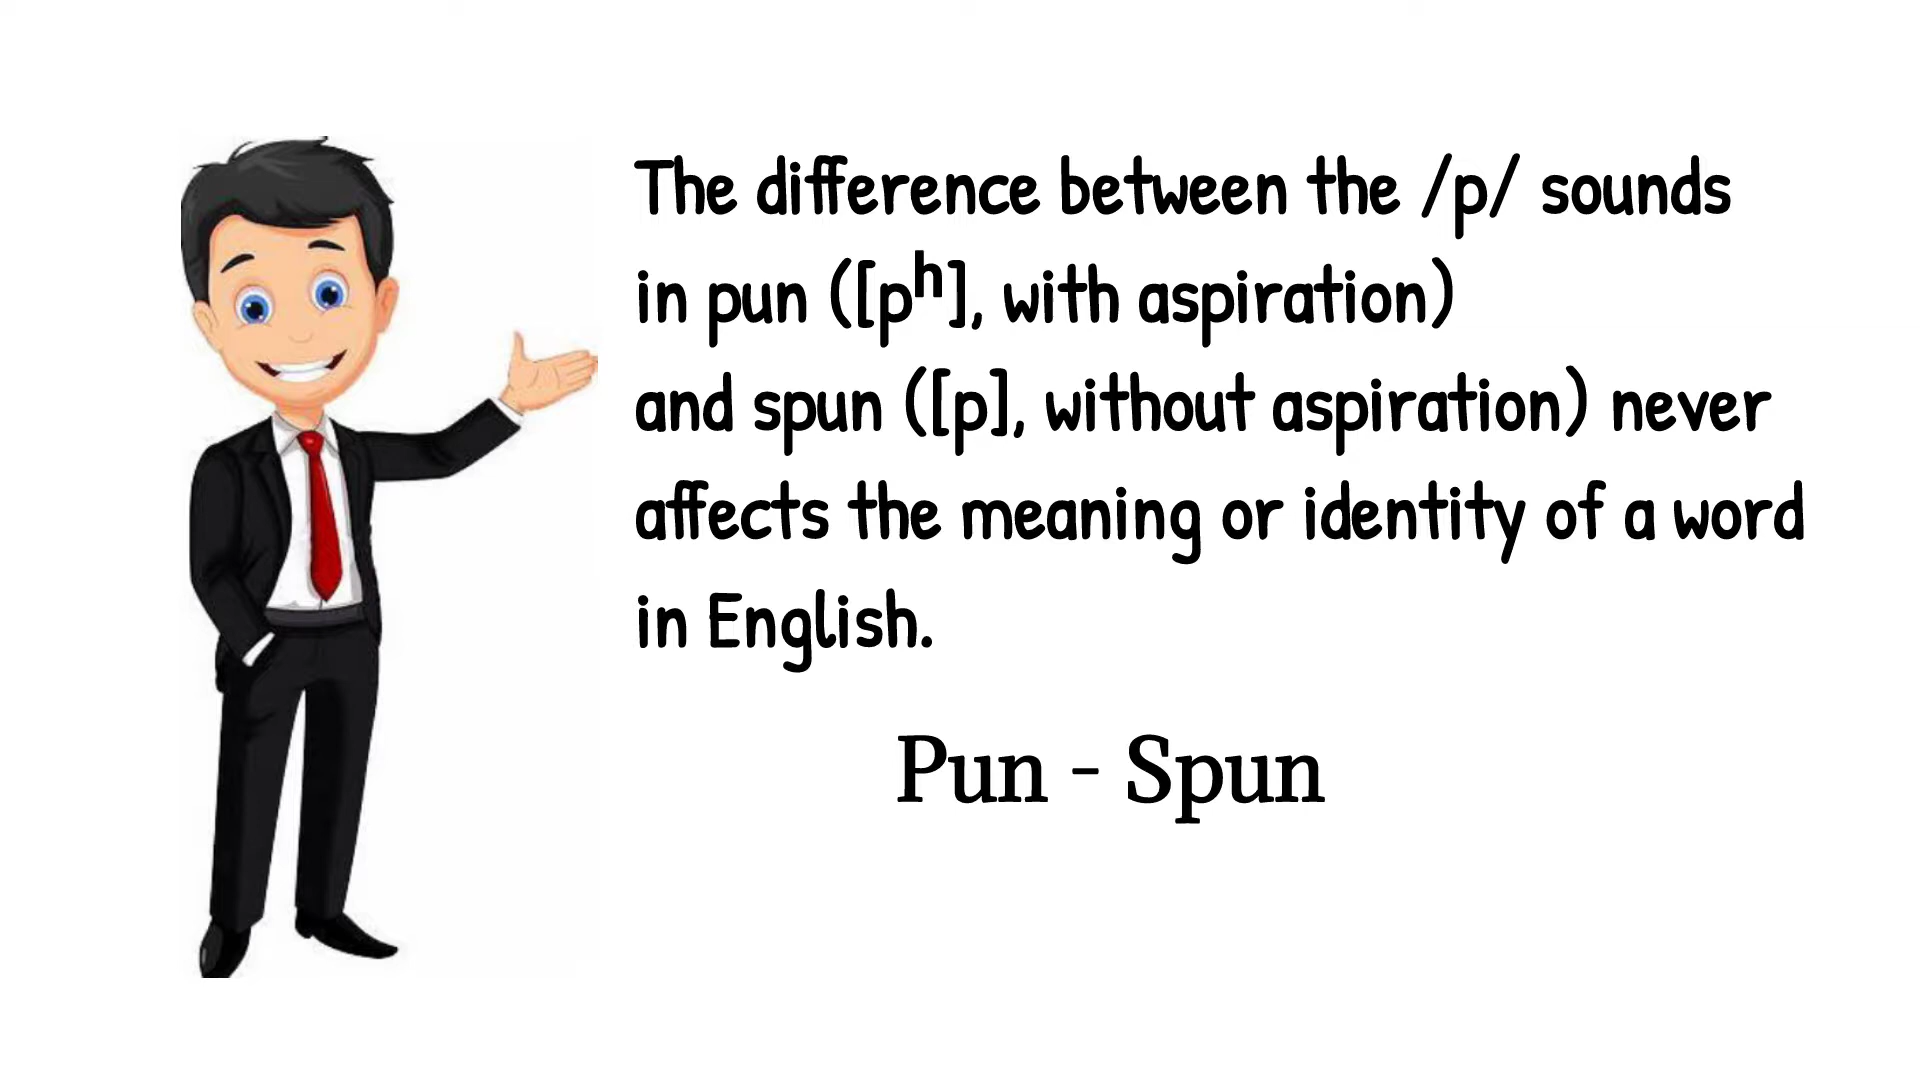 The difference between the /p/ sounds
in pun ([pʰ], with aspiration)
and spun ([p], without aspiration) never
affects the meaning or identity of a word
in English.
Pun - Spun